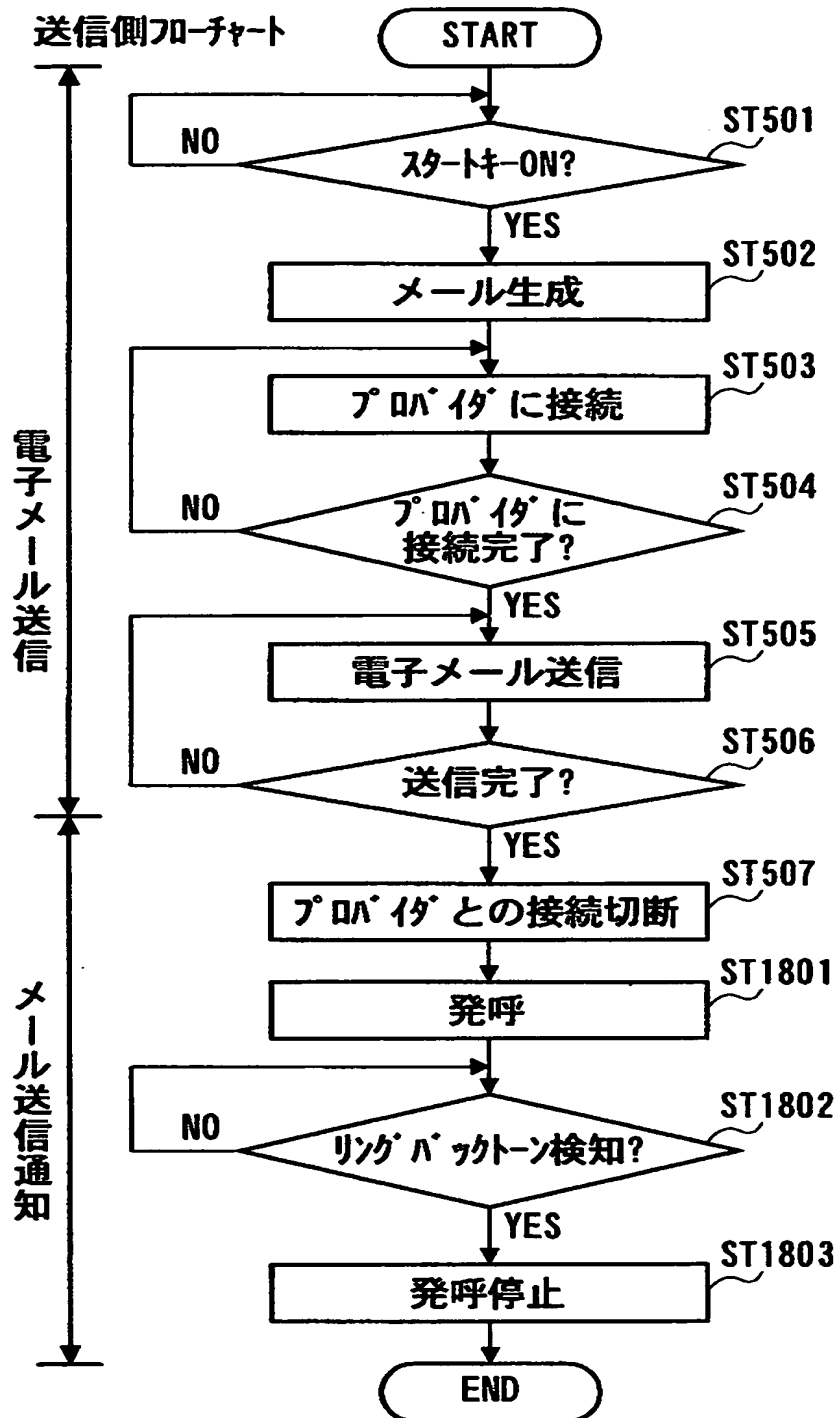 送信側フローチャート
START
NO
ST501
スタートキーON?
YES
ST502
メール生成
ST503
プロバイダに接続
NO
ST504
プロバイダに
接続完了?
YES
ST505
電子メール送信
NO
ST506
送信完了?
YES
ST507
プロバイダとの接続切断
ST1801
発呼
NO
ST1802
リングバックトーン検知?
YES
ST1803
発呼停止
END
電子メール送信
メール送信通知